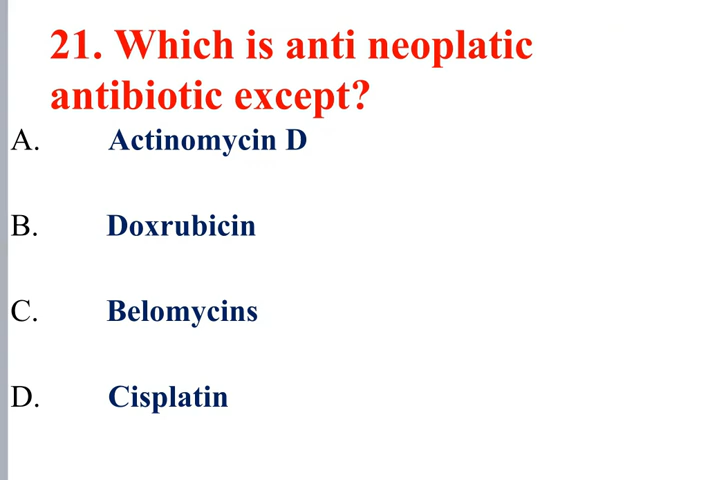 21. Which is anti neoplatic
antibiotic except?
A. Actinomycin D
B. Doxrubicin
C. Belomycins
D. Cisplatin